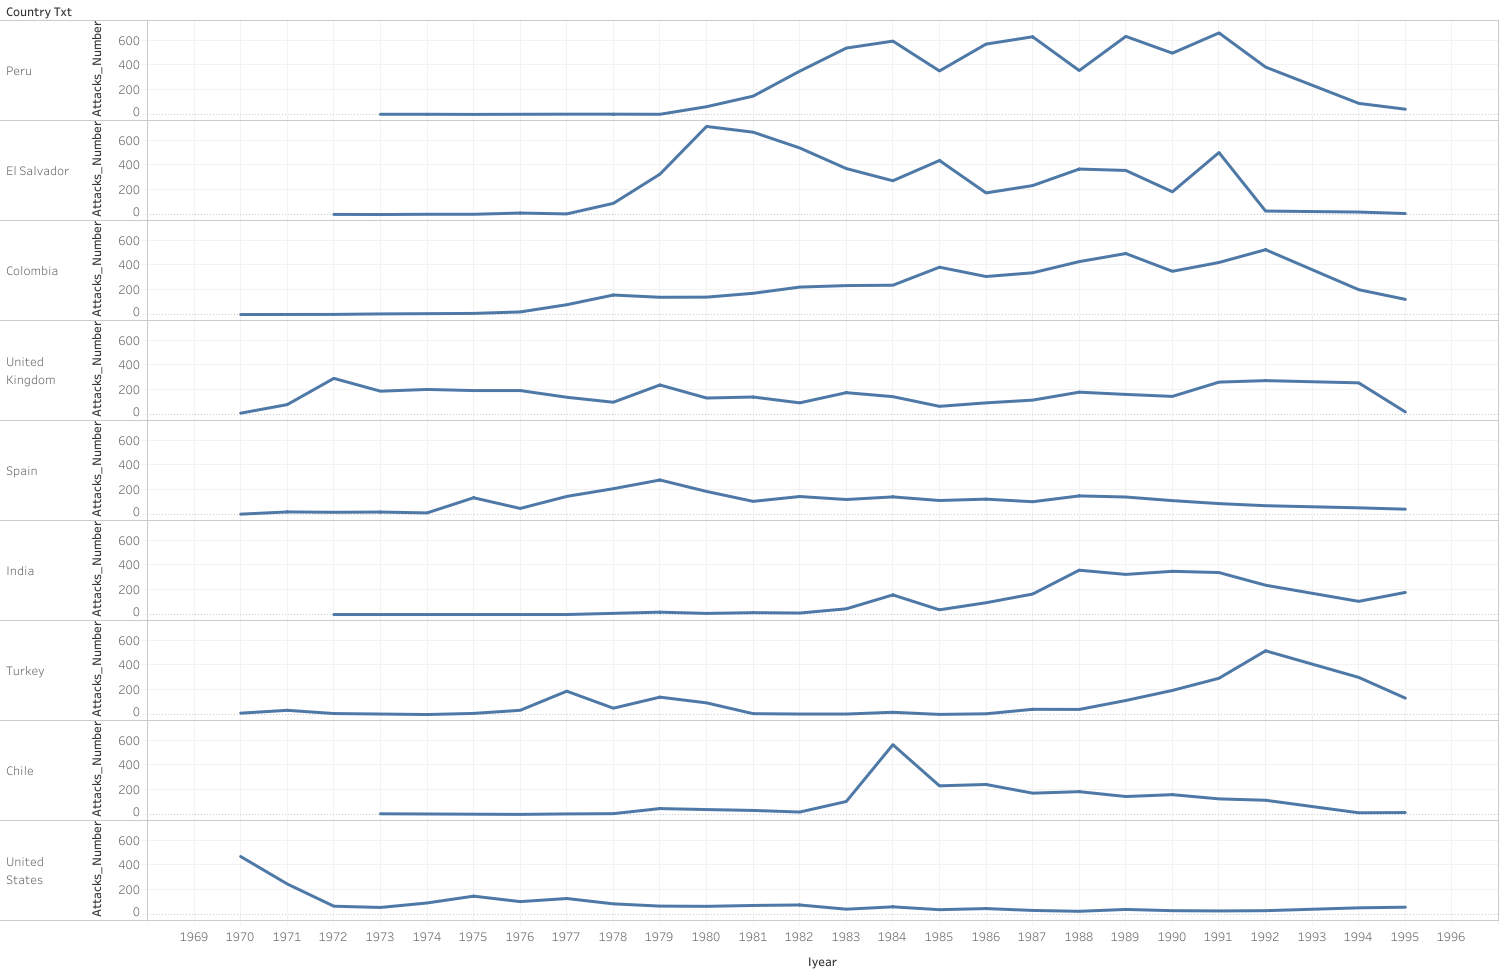 Country Txt
Peru
Attacks_Number
600
400
200
0
El Salvador
Attacks_Number
600
400
200
0
Colombia
Attacks_Number
600
400
200
0
United
Kingdom
Attacks_Number
600
400
200
0
Spain
Attacks_Number
600
400
200
0
India
Attacks_Number
600
400
200
0
Turkey
Attacks_Number
600
400
200
0
Chile
Attacks_Number
600
400
200
0
United
States
Attacks_Number
600
400
200
0
1969 1970 1971 1972 1973 1974 1975 1976 1977 1978 1979 1980 1981 1982 1983 1984 1985 1986 1987 1988 1989 1990 1991 1992 1993 1994 1995 1996
Iyear